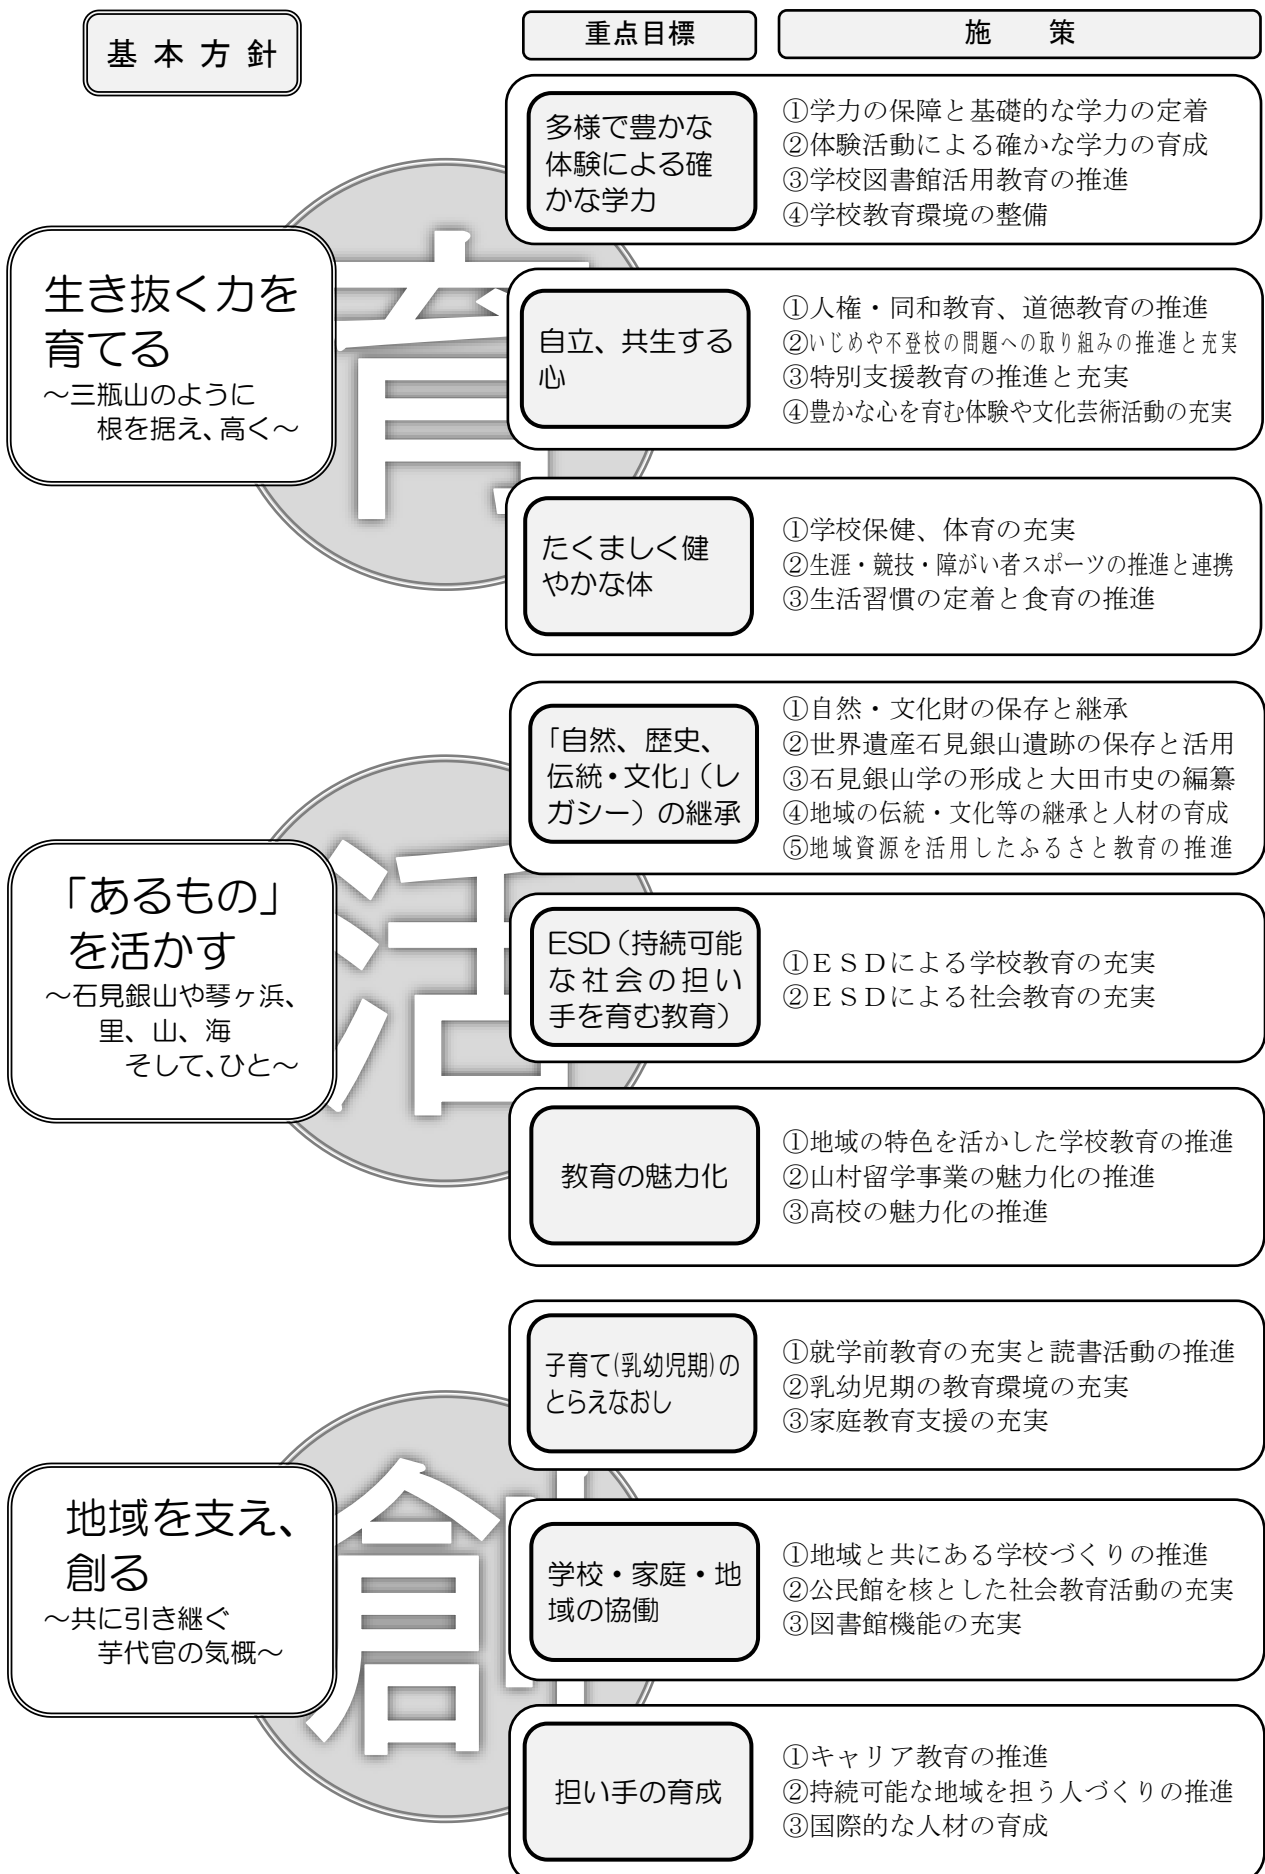 基本方針
重点目標
施　　策
育
生き抜く力を
育てる
～三瓶山のように
根を据え、高く～
多様で豊かな
体験による確
かな学力
①学力の保障と基礎的な学力の定着
②体験活動による確かな学力の育成
③学校図書館活用教育の推進
④学校教育環境の整備
自立、共生する
心
①人権・同和教育、道徳教育の推進
②いじめや不登校の問題への取り組みの推進と充実
③特別支援教育の推進と充実
④豊かな心を育む体験や文化芸術活動の充実
たくましく健
やかな体
①学校保健、体育の充実
②生涯・競技・障がい者スポーツの推進と連携
③生活習慣の定着と食育の推進
活
「あるもの」
を活かす
～石見銀山や琴ヶ浜、
里、山、海
そして、ひと～
「自然、歴史、
伝統・文化」（レ
ガシー）の継承
①自然・文化財の保存と継承
②世界遺産石見銀山遺跡の保存と活用
③石見銀山学の形成と大田市史の編纂
④地域の伝統・文化等の継承と人材の育成
⑤地域資源を活用したふるさと教育の推進
ESD（持続可能
な社会の担い
手を育む教育）
①ＥＳＤによる学校教育の充実
②ＥＳＤによる社会教育の充実
教育の魅力化
①地域の特色を活かした学校教育の推進
②山村留学事業の魅力化の推進
③高校の魅力化の推進
創
地域を支え、
創る
～共に引き継ぐ
芋代官の気概～
子育て(乳幼児期)の
とらえなおし
①就学前教育の充実と読書活動の推進
②乳幼児期の教育環境の充実
③家庭教育支援の充実
学校・家庭・地
域の協働
①地域と共にある学校づくりの推進
②公民館を核とした社会教育活動の充実
③図書館機能の充実
担い手の育成
①キャリア教育の推進
②持続可能な地域を担う人づくりの推進
③国際的な人材の育成